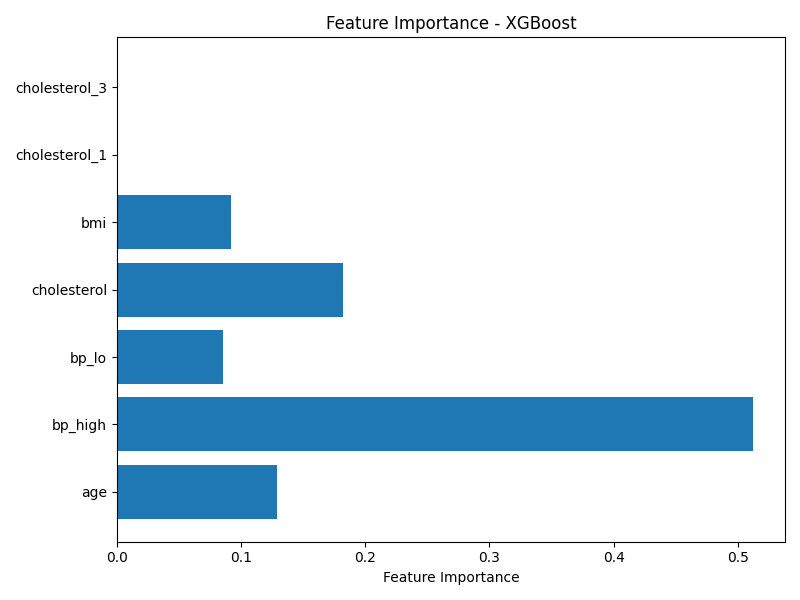 Feature Importance - XGBoost
cholesterol_3
cholesterol_1
bmi
cholesterol
bp_lo
bp_high
age
0.0 0.1 0.2 0.3 0.4 0.5
Feature Importance